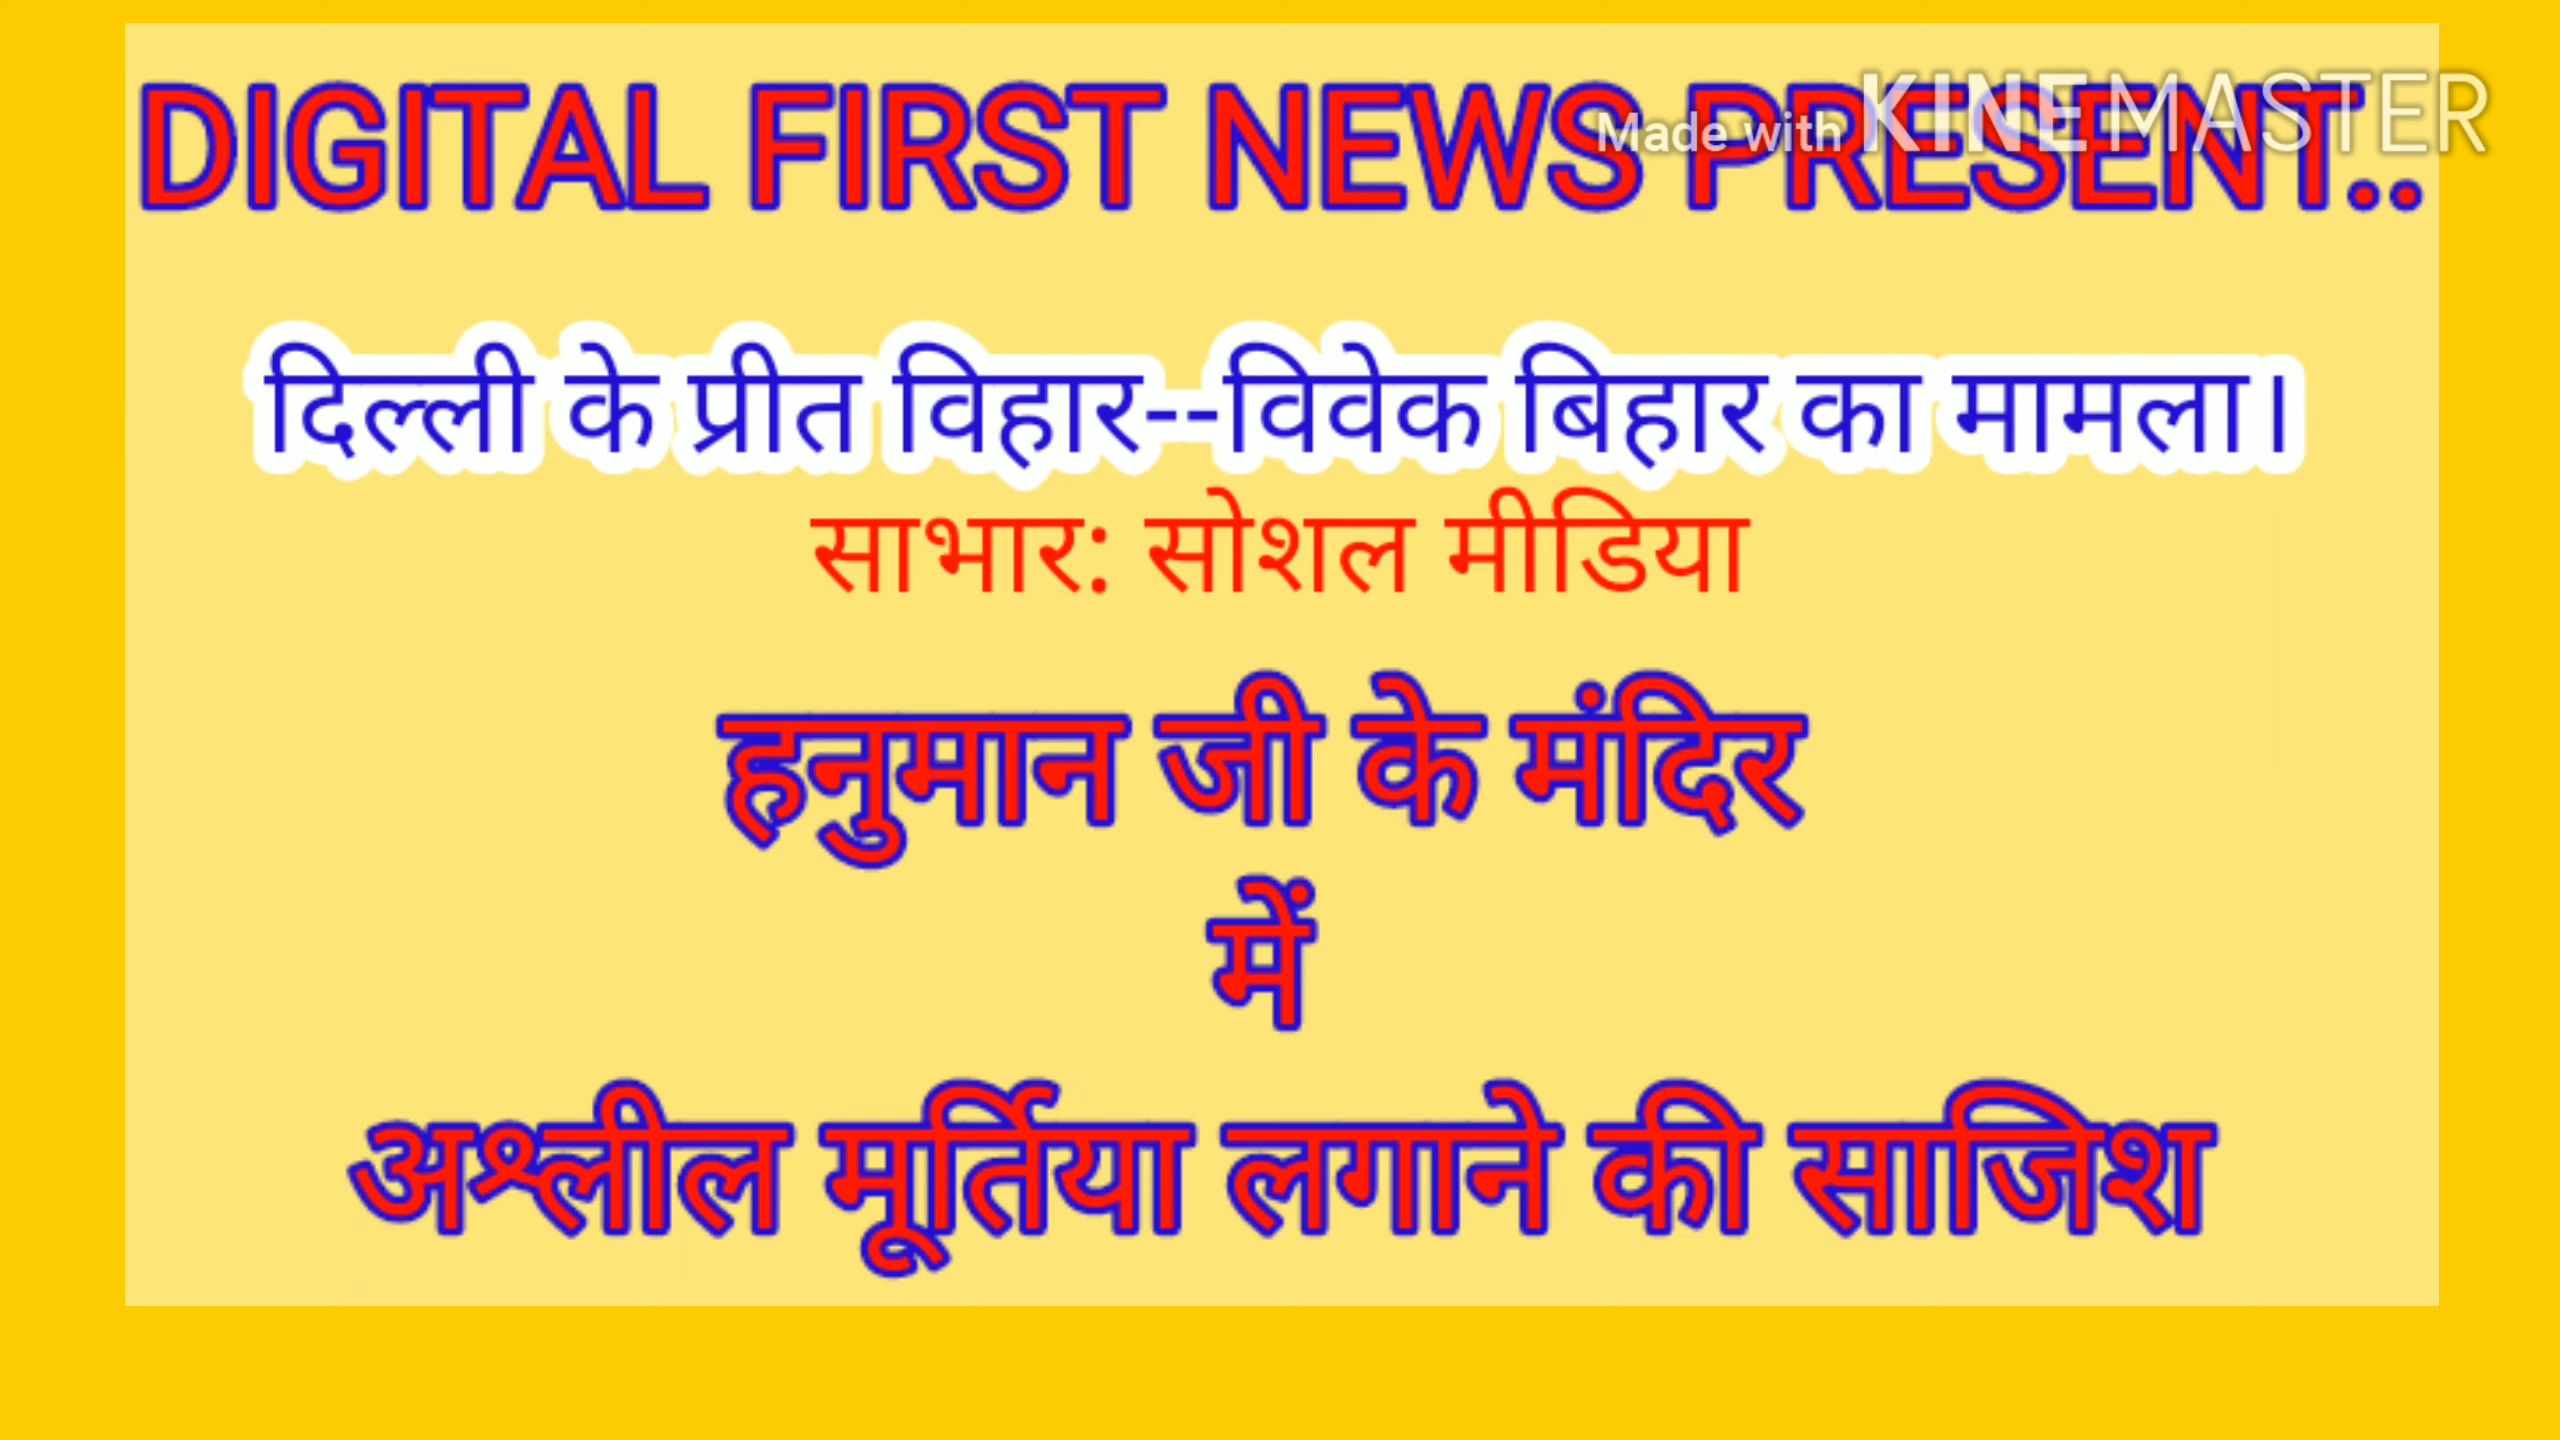 DIGITAL FIRST NEWS PRESENT..
Made with KINEMASTER
दिल्ली के प्रीत विहार--विवेक बिहार का मामला।
साभार: सोशल मीडिया
हनुमान जी के मंदिर
में
अश्लील मूर्तिया लगाने की साजिश